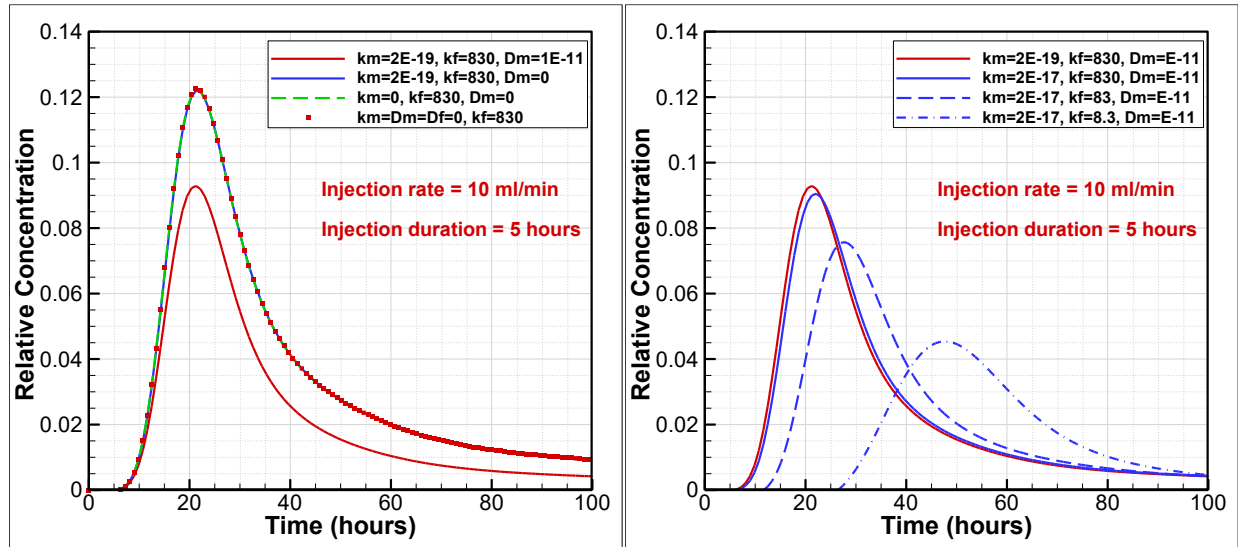 0.14
0.12
0.1
0.08
0.06
0.04
0.02
0
Relative Concentration
km=2E-19, kf=830, Dm=1E-11
km=2E-19, kf=830, Dm=0
km=0, kf=830, Dm=0
km=Dm=Df=0, kf=830
Injection rate = 10 ml/min
Injection duration = 5 hours
0 20 40 60 80 100
Time (hours)
0.14
0.12
0.1
0.08
0.06
0.04
0.02
0
Relative Concentration
km=2E-19, kf=830, Dm=E-11
km=2E-17, kf=830, Dm=E-11
km=2E-17, kf=83, Dm=E-11
km=2E-17, kf=8.3, Dm=E-11
Injection rate = 10 ml/min
Injection duration = 5 hours
0 20 40 60 80 100
Time (hours)